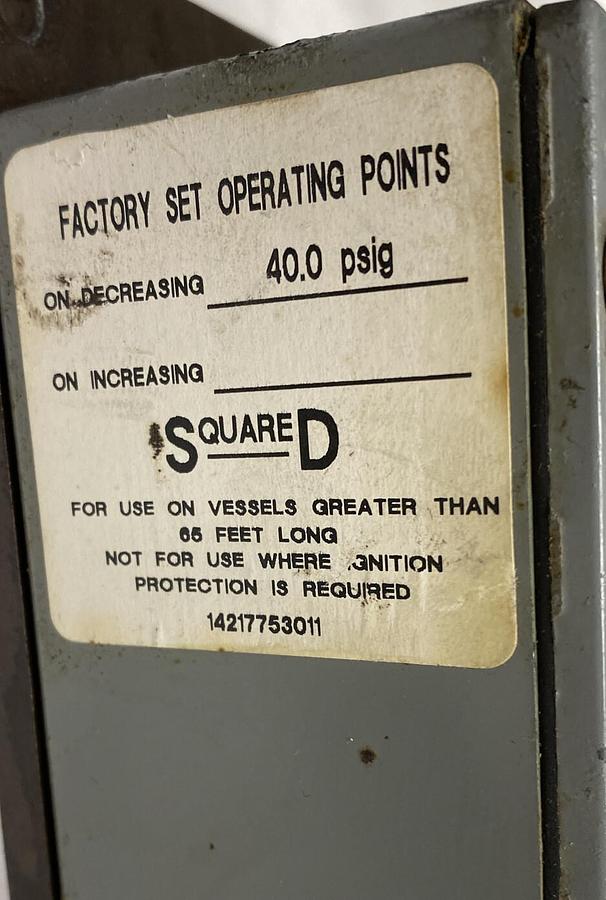 FACTORY SET OPERATING POINTS
ON DECREASING 40.0 psig
ON INCREASING
SQUARE D
FOR USE ON VESSELS GREATER THAN
65 FEET LONG
NOT FOR USE WHERE IGNITION
PROTECTION IS REQUIRED
14217753011